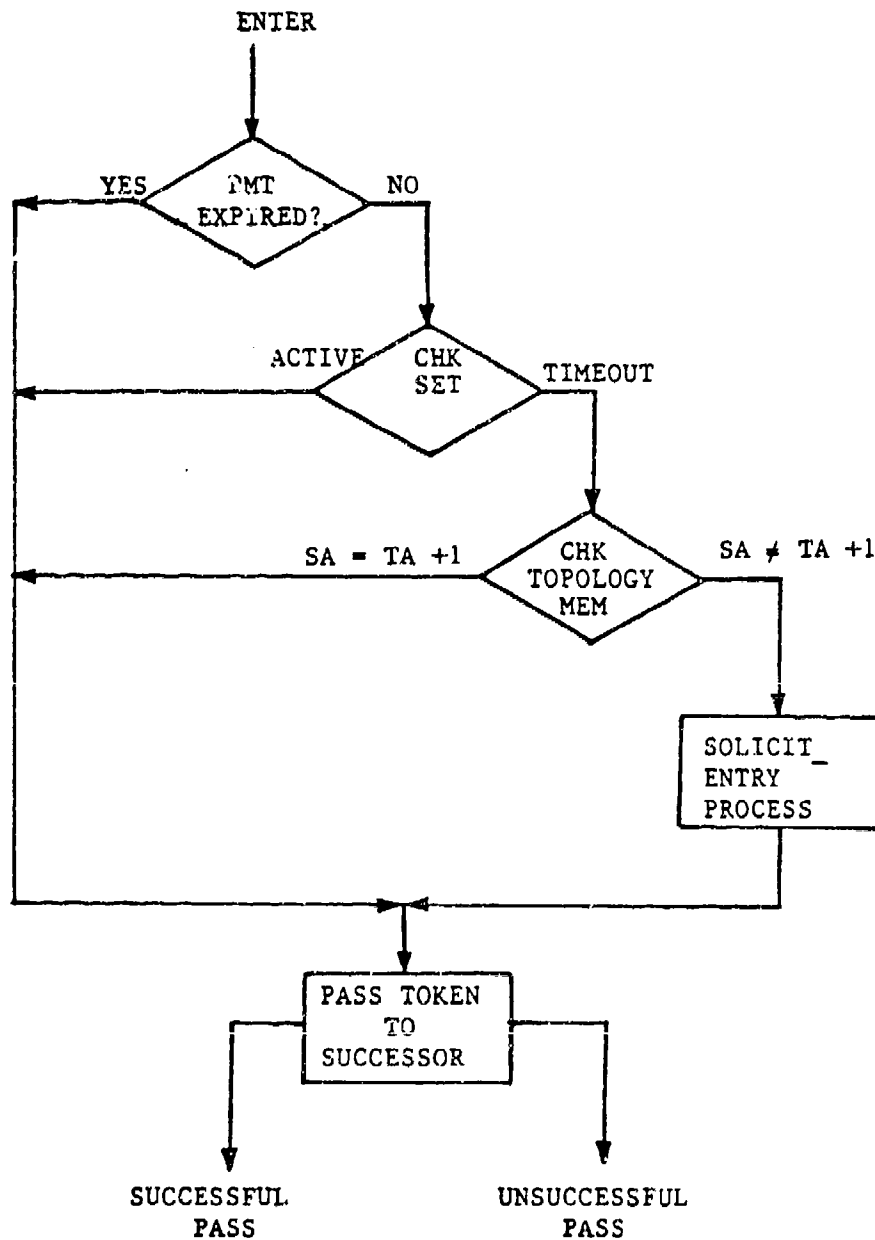 ENTER
YES
PMT
NO
EXPIRED?
ACTIVE
CHK
SET
TIMEOUT
SA = TA +1
CHK
TOPOLOGY
MEM
SA ≠ TA +1
SOLICIT_
ENTRY
PROCESS
PASS TOKEN
TO
SUCCESSOR
SUCCESSFUL
PASS
UNSUCCESSFUL
PASS